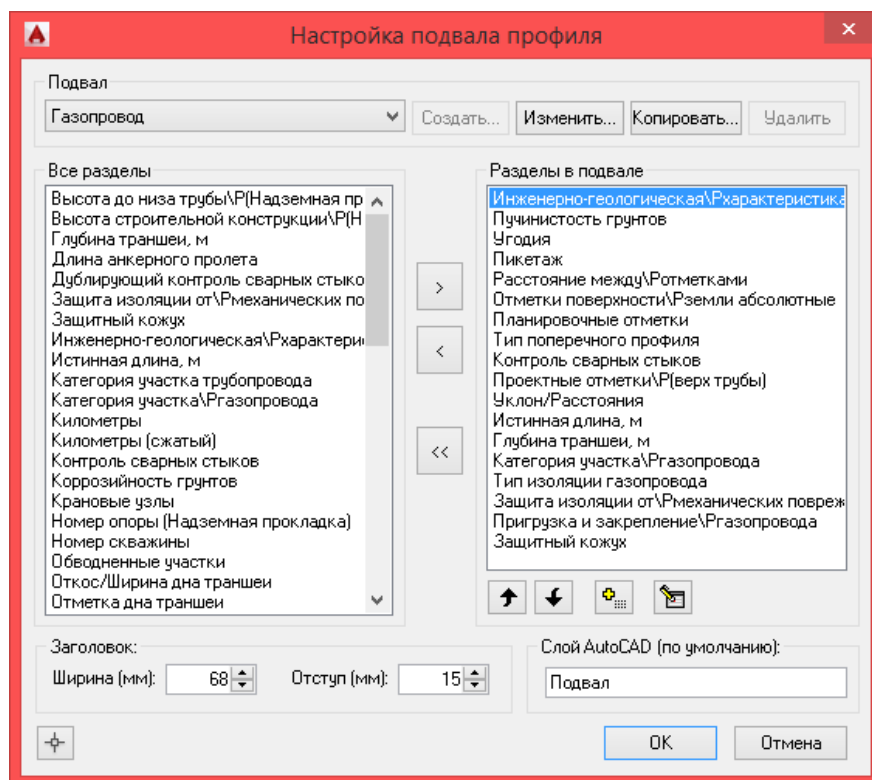 Настройка подвала профиля
Подвал
Газопровод
Создать...
Изменить...
Копировать...
Удалить
Все разделы
Высота до низа трубы\P(Надземная пр
Высота строительной конструкции\P(Н
Глубина траншеи, м
Длина анкерного пролета
Дублирующий контроль сварных стыко
Защита изоляции от\Pмеханических по
Защитный кожух
Инженерно-геологическая\Pхарактери
Истинная длина, м
Категория участка трубопровода
Категория участка\Pгазопровода
Километры
Километры (сжатый)
Контроль сварных стыков
Коррозийность грунтов
Крановые узлы
Номер опоры (Надземная прокладка)
Номер скважины
Обводненные участки
Откос/Ширина дна траншеи
Отметка дна траншеи
>
<
<<
Разделы в подвале
Инженерно-геологическая\Pхарактеристика
Пучинистость грунтов
Угодия
Пикетаж
Расстояние между\Pотметками
Отметки поверхности\Pземли абсолютные
Планировочные отметки
Тип поперечного профиля
Контроль сварных стыков
Проектные отметки\P(верх трубы)
Уклон/Расстояния
Истинная длина, м
Глубина траншеи, м
Категория участка\Pгазопровода
Тип изоляции газопровода
Защита изоляции от\Pмеханических повреж
Пригрузка и закрепление\Pгазопровода
Защитный кожух
Заголовок:
Ширина (мм): 68
Отступ (мм): 15
Слой AutoCAD (по умолчанию):
Подвал
OK
Отмена